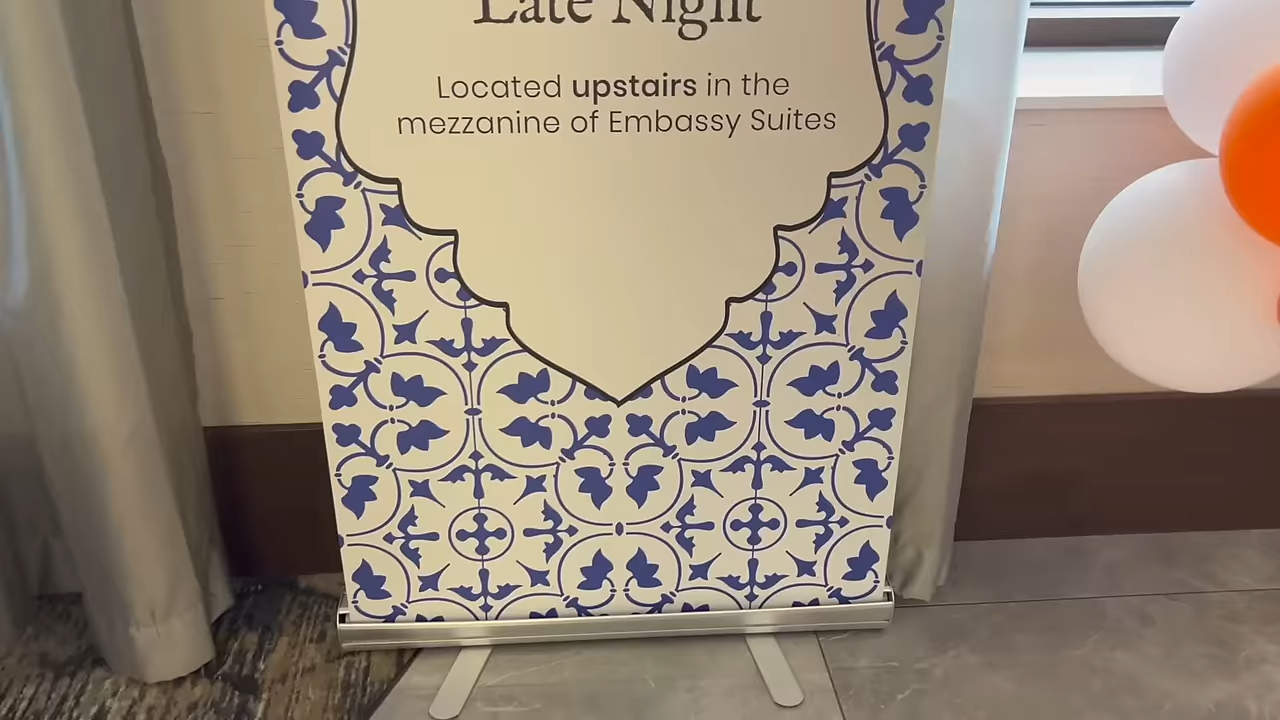 Late Night
Located upstairs in the
mezzanine of Embassy Suites